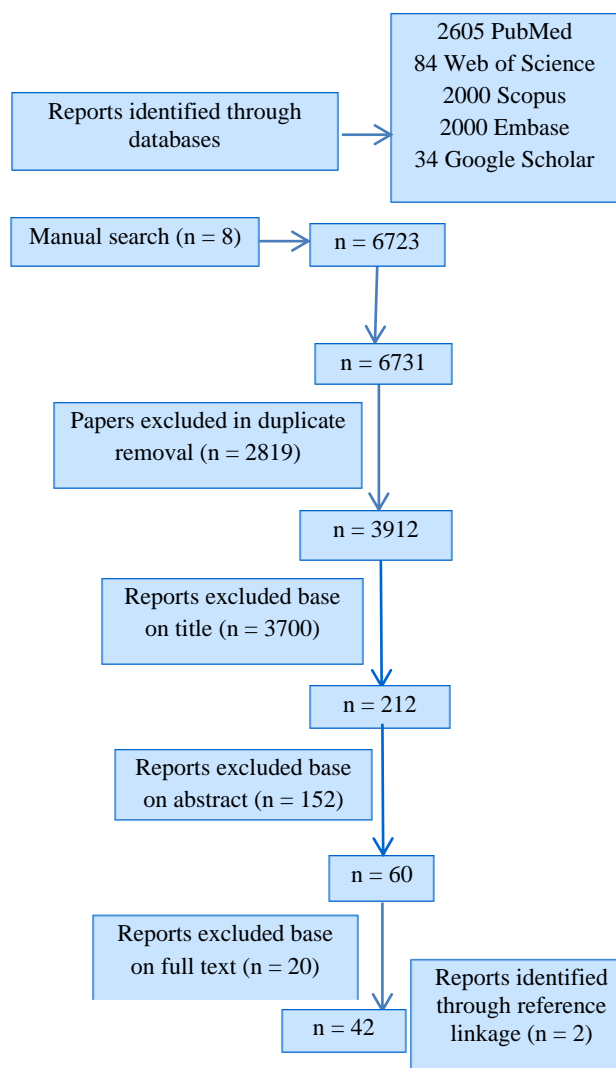 2605 PubMed
84 Web of Science
2000 Scopus
2000 Embase
34 Google Scholar
Reports identified through
databases
Manual search (n = 8)
n = 6723
n = 6731
Papers excluded in duplicate
removal (n = 2819)
n = 3912
Reports excluded base
on title (n = 3700)
n = 212
Reports excluded base
on abstract (n = 152)
n = 60
Reports excluded base
on full text (n = 20)
Reports identified
through reference
linkage (n = 2)
n = 42